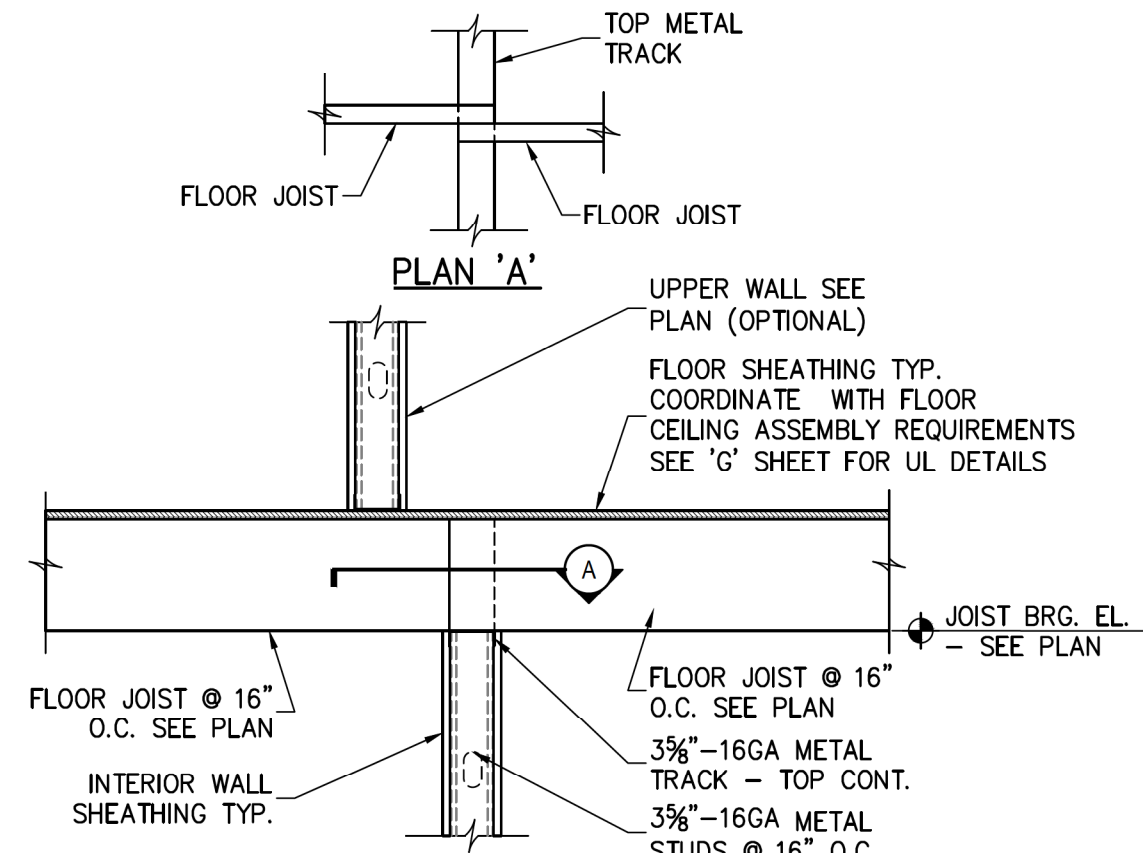 TOP METAL
TRACK
FLOOR JOIST
FLOOR JOIST
PLAN 'A'
UPPER WALL SEE
PLAN (OPTIONAL)
FLOOR SHEATHING TYP.
COORDINATE WITH FLOOR
CEILING ASSEMBLY REQUIREMENTS
SEE 'G' SHEET FOR UL DETAILS
A
JOIST BRG. EL.
– SEE PLAN
FLOOR JOIST @ 16"
O.C. SEE PLAN
FLOOR JOIST @ 16"
O.C. SEE PLAN
INTERIOR WALL
SHEATHING TYP.
3⅝"–16GA METAL
TRACK – TOP CONT.
3⅝"–16GA METAL
STUDS @ 16" O.C.